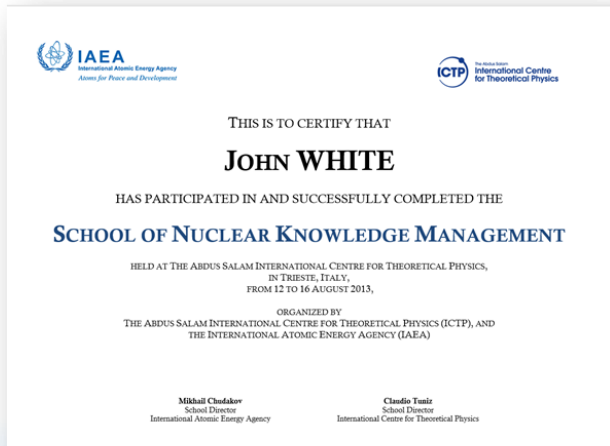 IAEA
International Atomic Energy Agency
Atoms for Peace and Development
ICTP
The Abdus Salam
International Centre
for Theoretical Physics
THIS IS TO CERTIFY THAT
JOHN WHITE
HAS PARTICIPATED IN AND SUCCESSFULLY COMPLETED THE
SCHOOL OF NUCLEAR KNOWLEDGE MANAGEMENT
HELD AT THE ABDUS SALAM INTERNATIONAL CENTRE FOR THEORETICAL PHYSICS,
IN TRIESTE, ITALY,
FROM 12 TO 16 AUGUST 2013,
ORGANIZED BY
THE ABDUS SALAM INTERNATIONAL CENTRE FOR THEORETICAL PHYSICS (ICTP), AND
THE INTERNATIONAL ATOMIC ENERGY AGENCY (IAEA)
Mikhail Chudakov
School Director
International Atomic Energy Agency
Claudio Tuniz
School Director
International Centre for Theoretical Physics